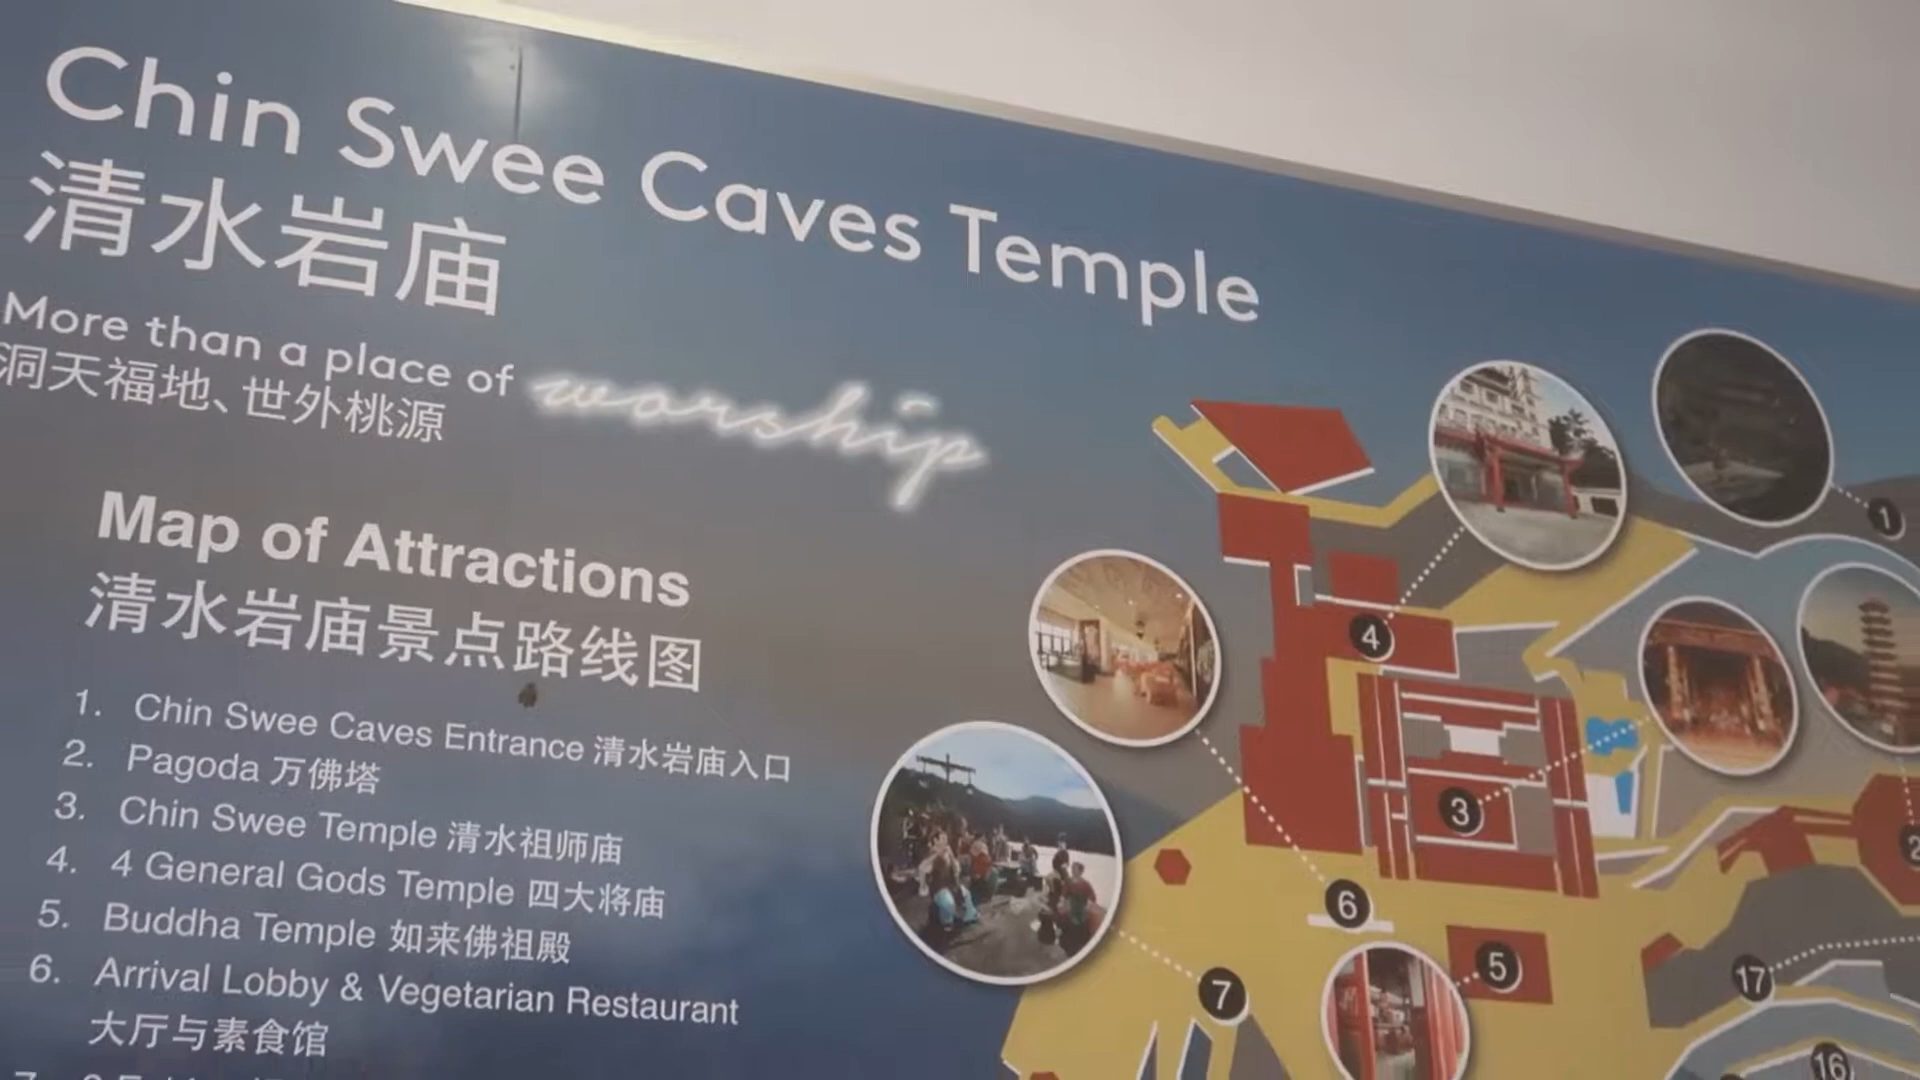 Chin Swee Caves Temple
清水岩庙
More than a place of worship
洞天福地、世外桃源
Map of Attractions
清水岩庙景点路线图
1. Chin Swee Caves Entrance 清水岩庙入口
2. Pagoda 万佛塔
3. Chin Swee Temple 清水祖师庙
4. 4 General Gods Temple 四大将庙
5. Buddha Temple 如来佛祖殿
6. Arrival Lobby & Vegetarian Restaurant
大厅与素食馆
7.
1
4
3
2
6
5
17
7
16